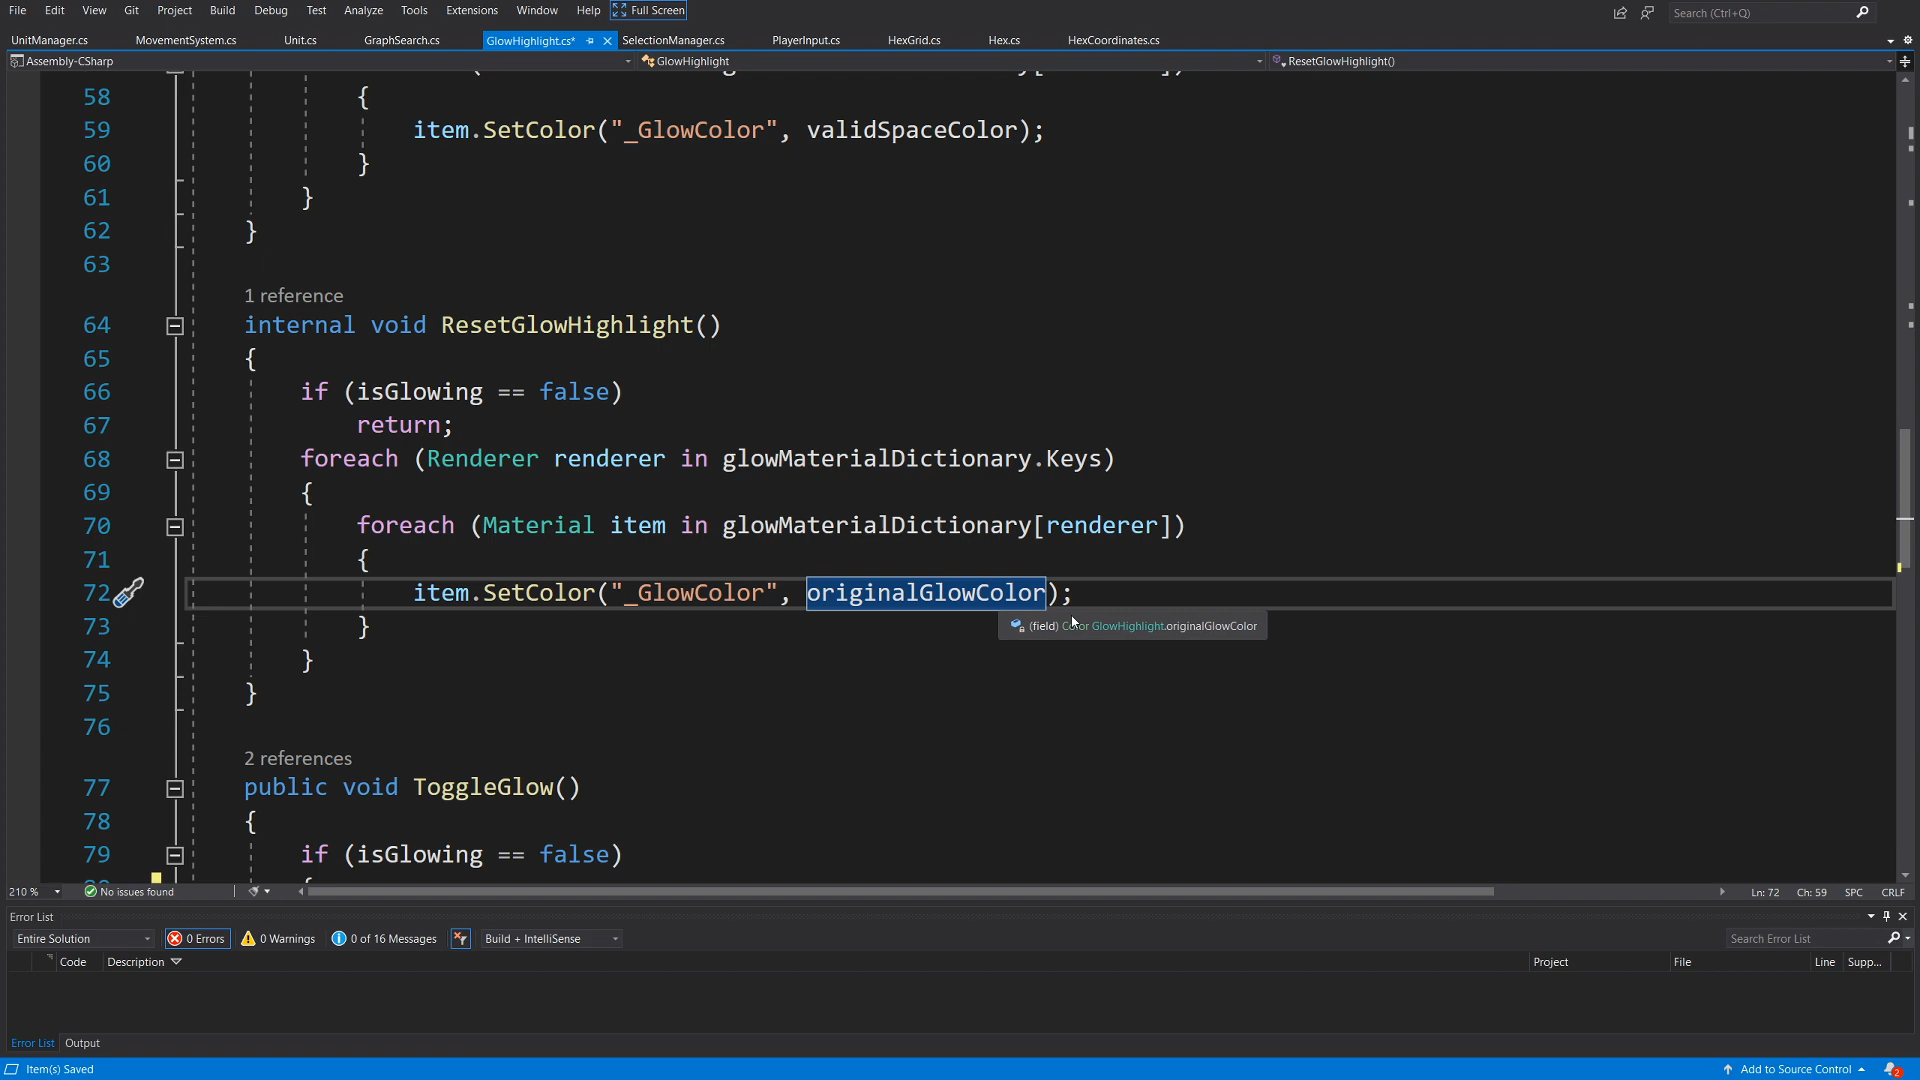 File Edit View Git Project Build Debug Test Analyze Tools Extensions Window Help Full Screen Search (Ctrl+Q)
UnitManager.cs MovementSystem.cs Unit.cs GraphSearch.cs GlowHighlight.cs* SelectionManager.cs PlayerInput.cs HexGrid.cs Hex.cs HexCoordinates.cs
Assembly-CSharp GlowHighlight ResetGlowHighlight()
58 {
59 item.SetColor("_GlowColor", validSpaceColor);
60 }
61 }
62 }
63
1 reference
64 internal void ResetGlowHighlight()
65 {
66 if (isGlowing == false)
67 return;
68 foreach (Renderer renderer in glowMaterialDictionary.Keys)
69 {
70 foreach (Material item in glowMaterialDictionary[renderer])
71 {
72 item.SetColor("_GlowColor", originalGlowColor);
73 }
(field) Color GlowHighlight.originalGlowColor
74 }
75 }
76
2 references
77 public void ToggleGlow()
78 {
79 if (isGlowing == false)
210 % No issues found Ln: 72 Ch: 59 SPC CRLF
Error List
Entire Solution 0 Errors 0 Warnings 0 of 16 Messages Build + IntelliSense Search Error List
Code Description Project File Line Supp...
Error List Output
Item(s) Saved Add to Source Control 2